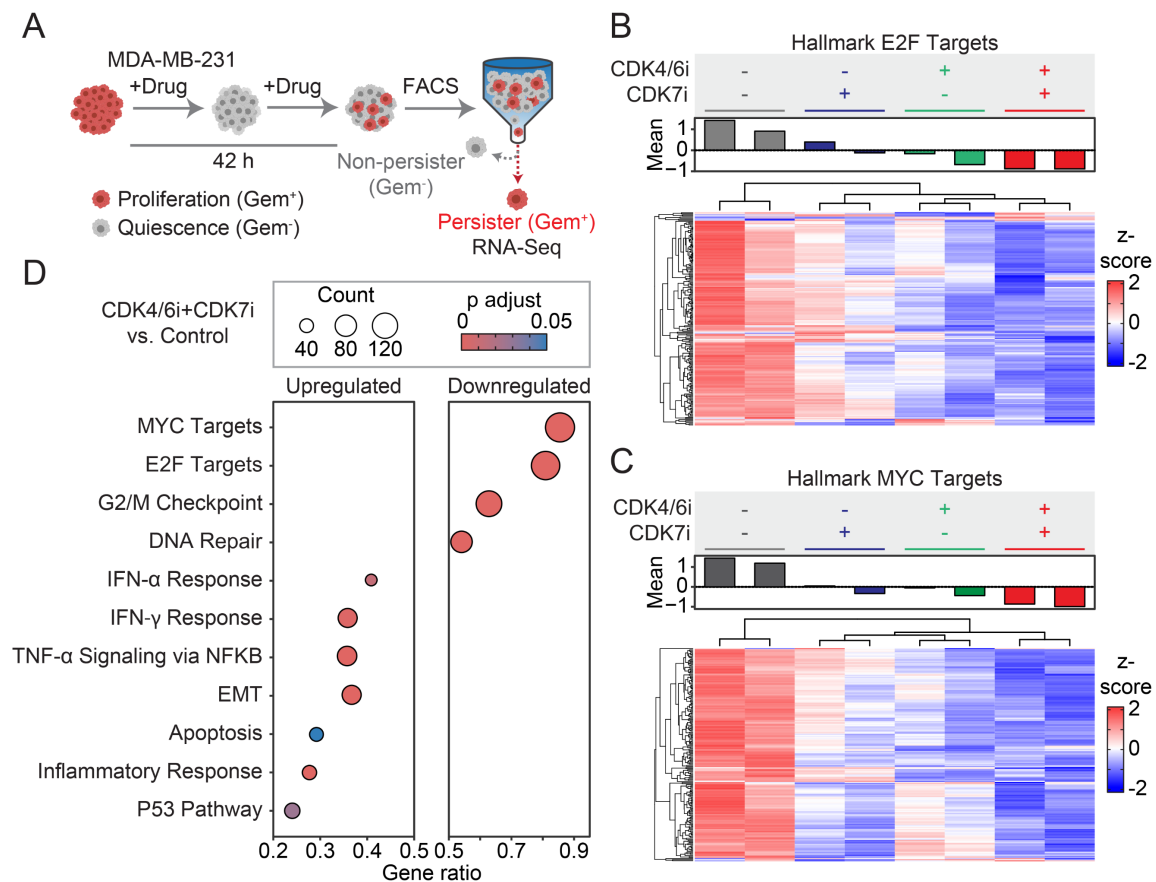 A
MDA-MB-231
+Drug
+Drug
FACS
42 h
Non-persister
(Gem-)
Proliferation (Gem+)
Quiescence (Gem-)
Persister (Gem+)
RNA-Seq
B
Hallmark E2F Targets
CDK4/6i - - + +
CDK7i - + - +
Mean
1
0
−1
z-
score
2
0
-2
C
Hallmark MYC Targets
CDK4/6i - - + +
CDK7i - + - +
Mean
1
0
−1
z-
score
2
0
-2
D
CDK4/6i+CDK7i
vs. Control
Count
40 80 120
p adjust
0 0.05
Upregulated Downregulated
MYC Targets
E2F Targets
G2/M Checkpoint
DNA Repair
IFN-α Response
IFN-γ Response
TNF-α Signaling via NFKB
EMT
Apoptosis
Inflammatory Response
P53 Pathway
0.2 0.3 0.4 0.5 0.5 0.7 0.9
Gene ratio